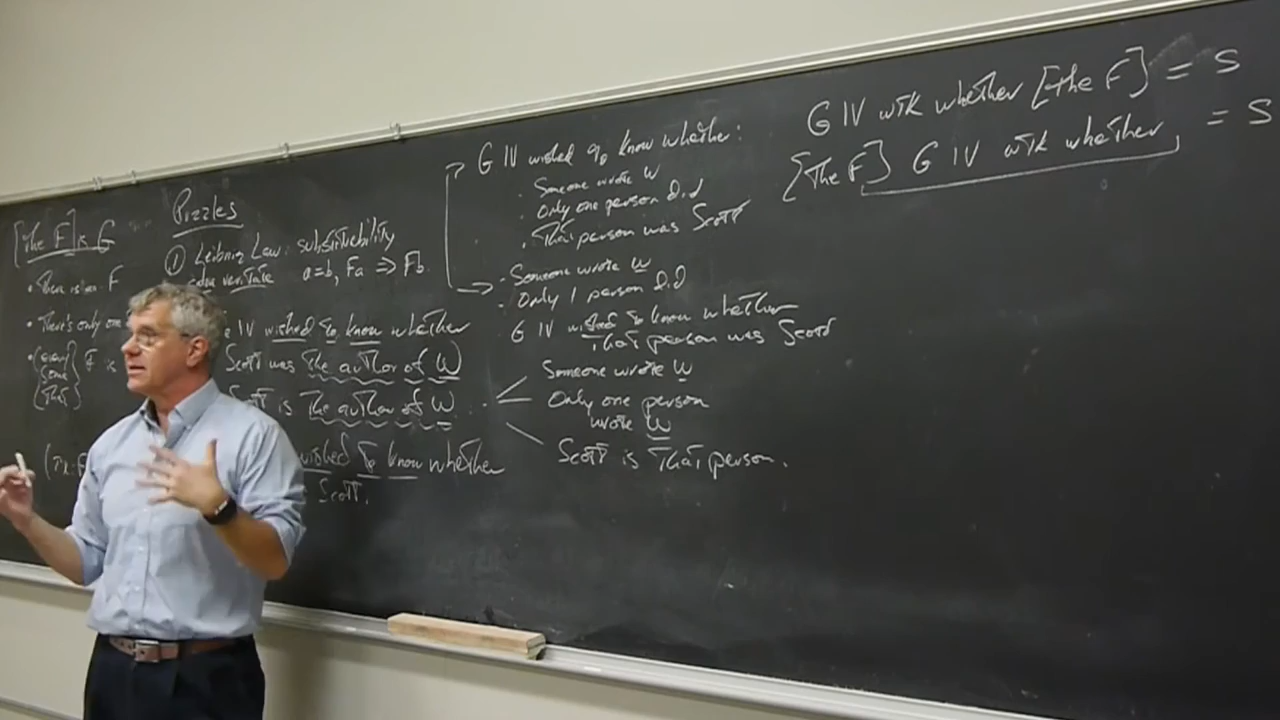 [The F] is G
• There is an F
• There's only one
• {every some that} F is
Puzzles
① Leibniz Law: substitutability
salva veritate a=b, Fa ⇒ Fb.
IV wished to know whether
Scott was the author of W
Scott is the author of W
wished to know whether
Scott.
G IV wished to know whether:
• Someone wrote W
• Only one person did
• That person was Scott
• Someone wrote W
• Only 1 person did
G IV wished to know whether
that person was Scott
Someone wrote W
Only one person
wrote W
Scott is that person.
G IV wtk whether [the F] = S
[The F] G IV wtk whether = S